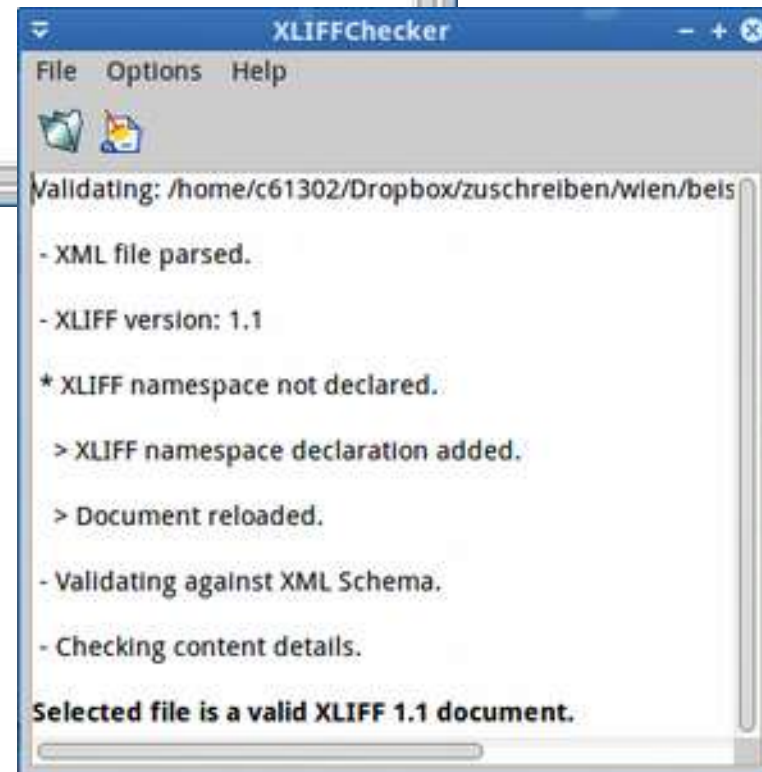 XLIFFChecker
File Options Help
Validating: /home/c61302/Dropbox/zuschreiben/wien/beis
- XML file parsed.
- XLIFF version: 1.1
* XLIFF namespace not declared.
> XLIFF namespace declaration added.
> Document reloaded.
- Validating against XML Schema.
- Checking content details.
Selected file is a valid XLIFF 1.1 document.